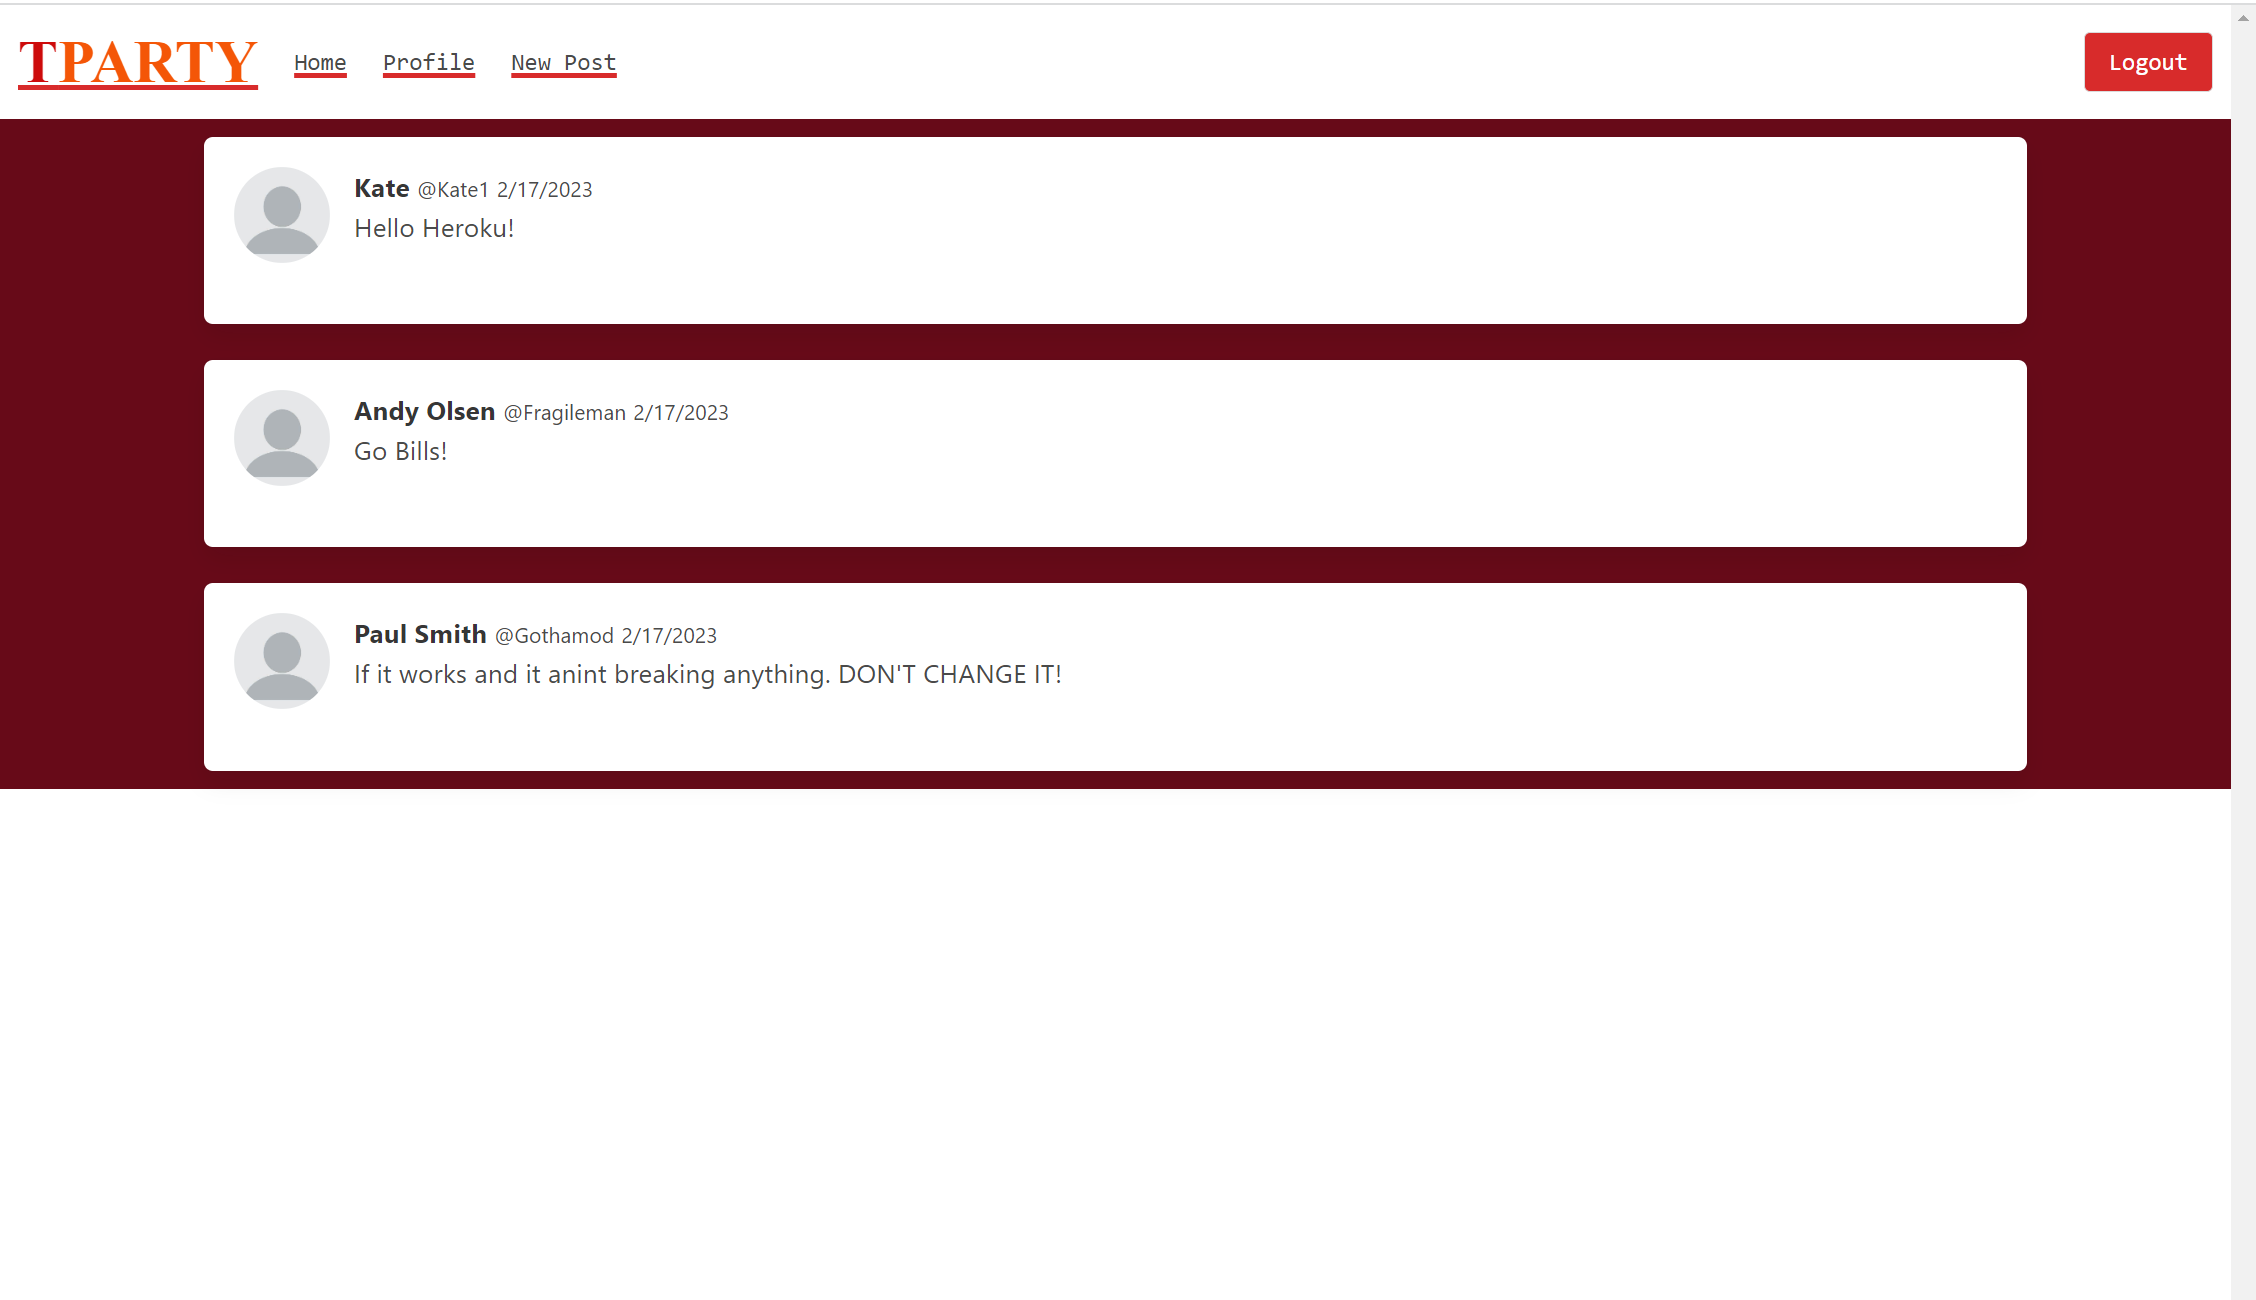 TPARTY Home Profile New Post Logout
Kate @Kate1 2/17/2023
Hello Heroku!
Andy Olsen @Fragileman 2/17/2023
Go Bills!
Paul Smith @Gothamod 2/17/2023
If it works and it anint breaking anything. DON'T CHANGE IT!